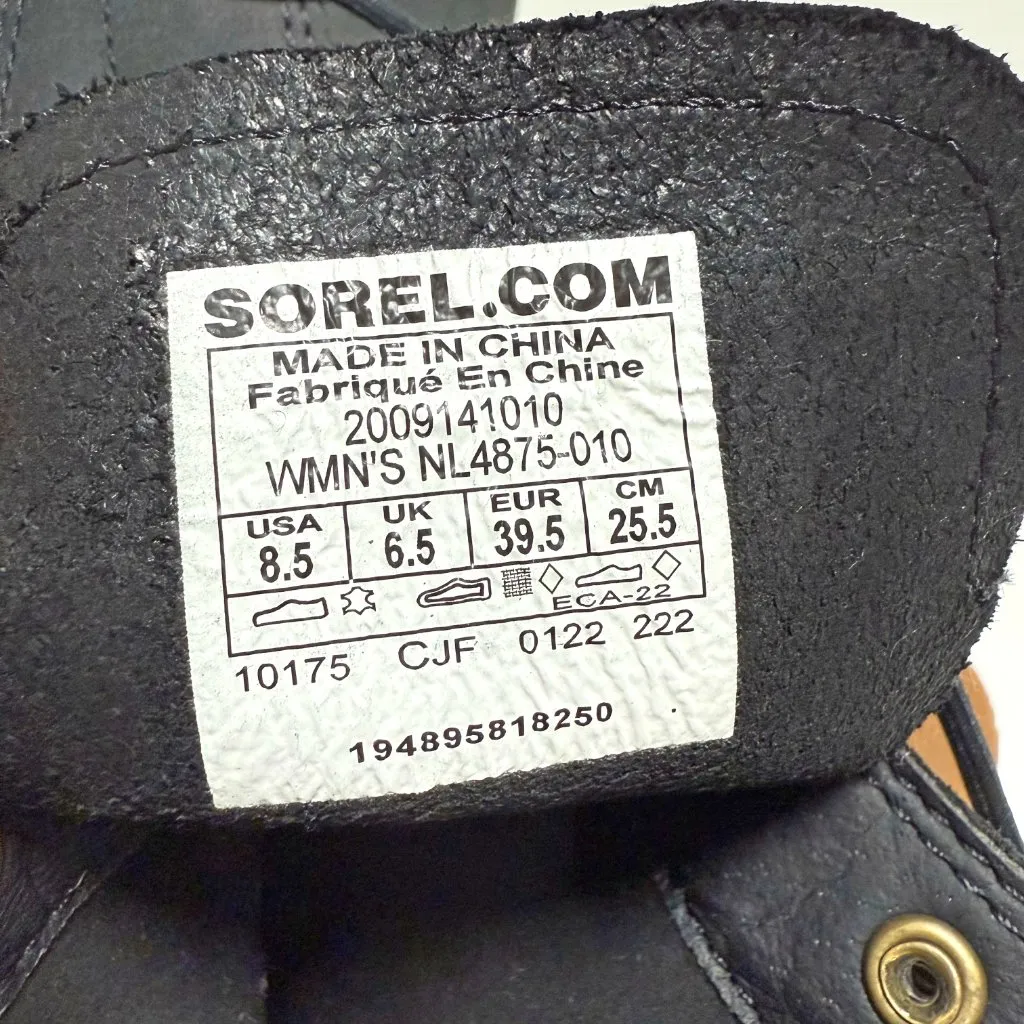 SOREL.COM
MADE IN CHINA
Fabriqué En Chine
2009141010
WMN'S NL4875-010
USA UK EUR CM
8.5 6.5 39.5 25.5
ECA-22
10175 CJF 0122 222
194895818250